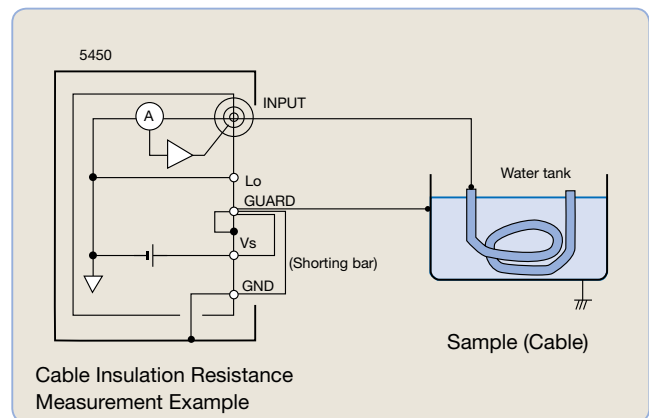 5450
A
INPUT
Lo
GUARD
Vs
(Shorting bar)
GND
Water tank
Sample (Cable)
Cable Insulation Resistance
Measurement Example